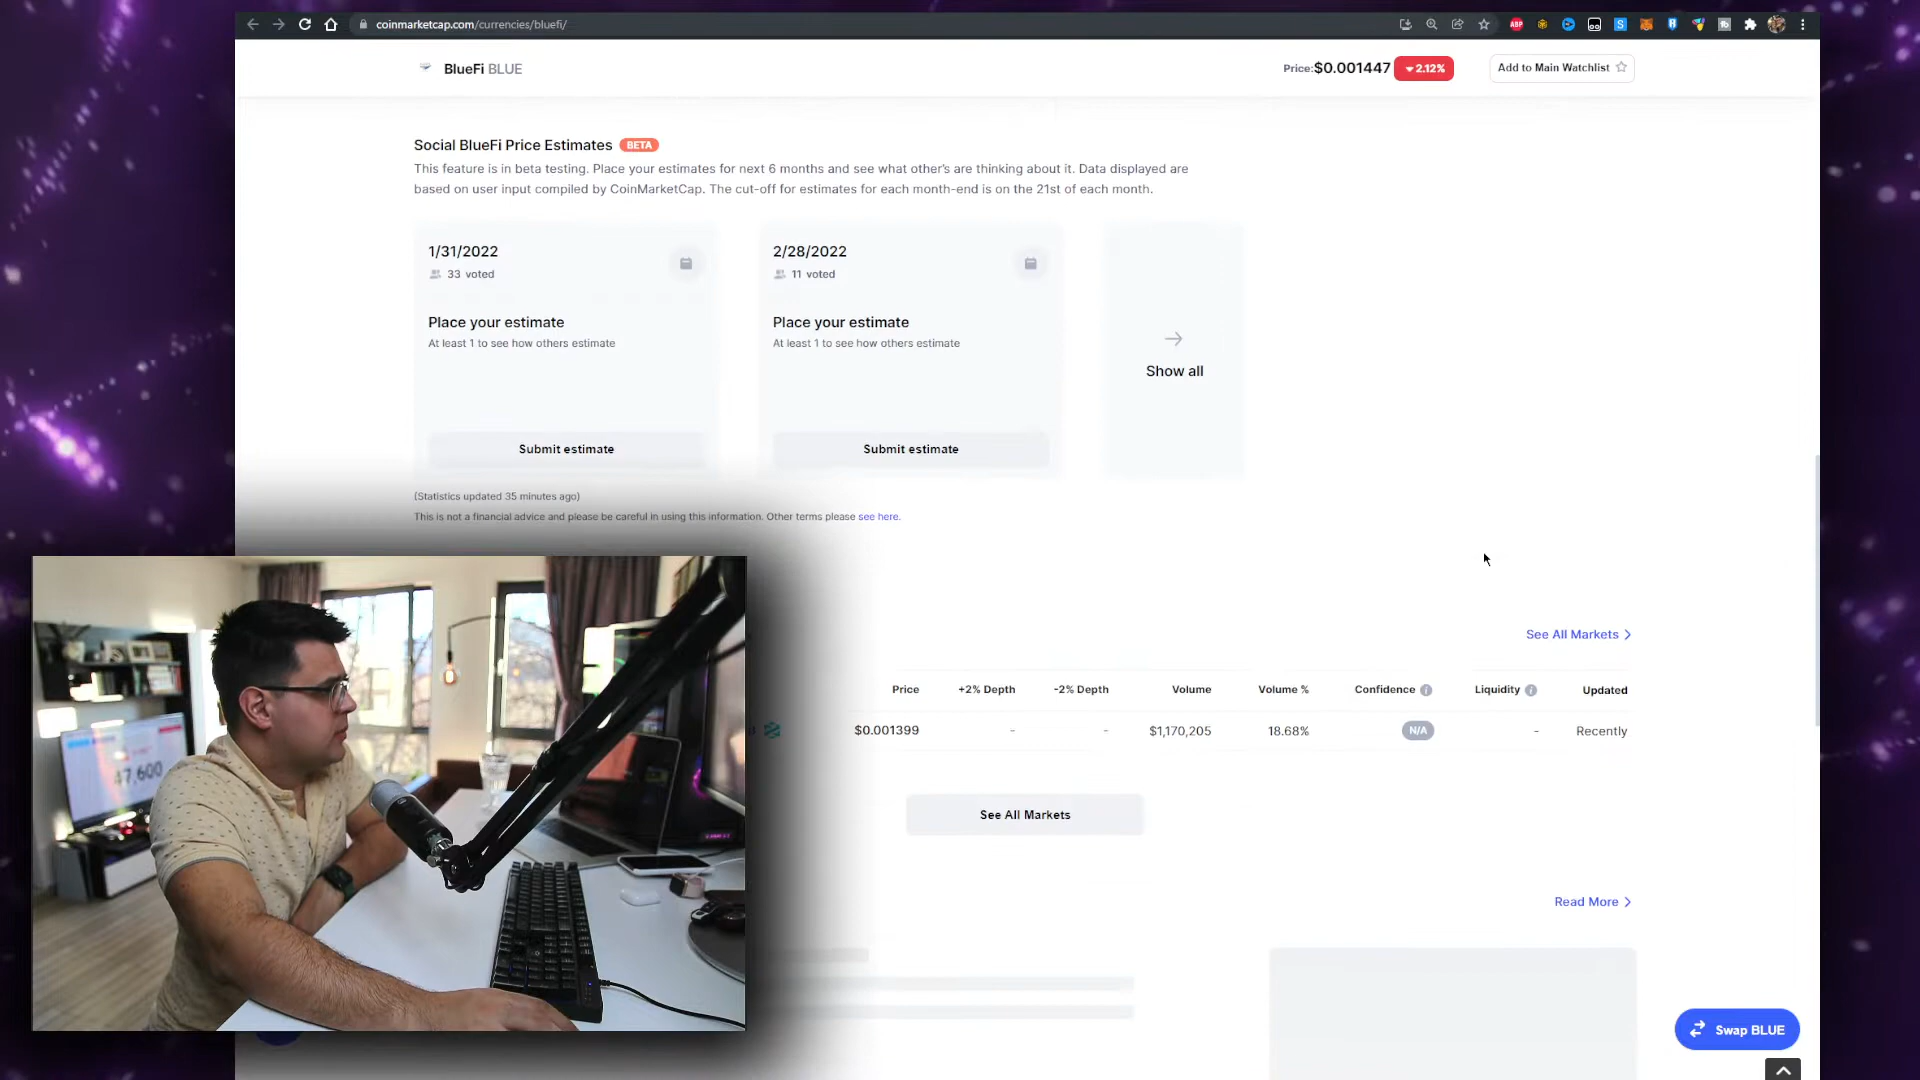 coinmarketcap.com/currencies/bluefi/
BlueFi BLUE
Price:$0.001447
2.12%
Add to Main Watchlist
Social BlueFi Price Estimates BETA
This feature is in beta testing. Place your estimates for next 6 months and see what other's are thinking about it. Data displayed are
based on user input compiled by CoinMarketCap. The cut-off for estimates for each month-end is on the 21st of each month.
1/31/2022
33 voted
Place your estimate
At least 1 to see how others estimate
Submit estimate
2/28/2022
11 voted
Place your estimate
At least 1 to see how others estimate
Submit estimate
Show all
(Statistics updated 35 minutes ago)
This is not a financial advice and please be careful in using this information. Other terms please see here.
See All Markets
Price +2% Depth -2% Depth Volume Volume % Confidence Liquidity Updated
$0.001399 - - $1,170,205 18.68% N/A - Recently
See All Markets
Read More
Swap BLUE
47,600
ABP